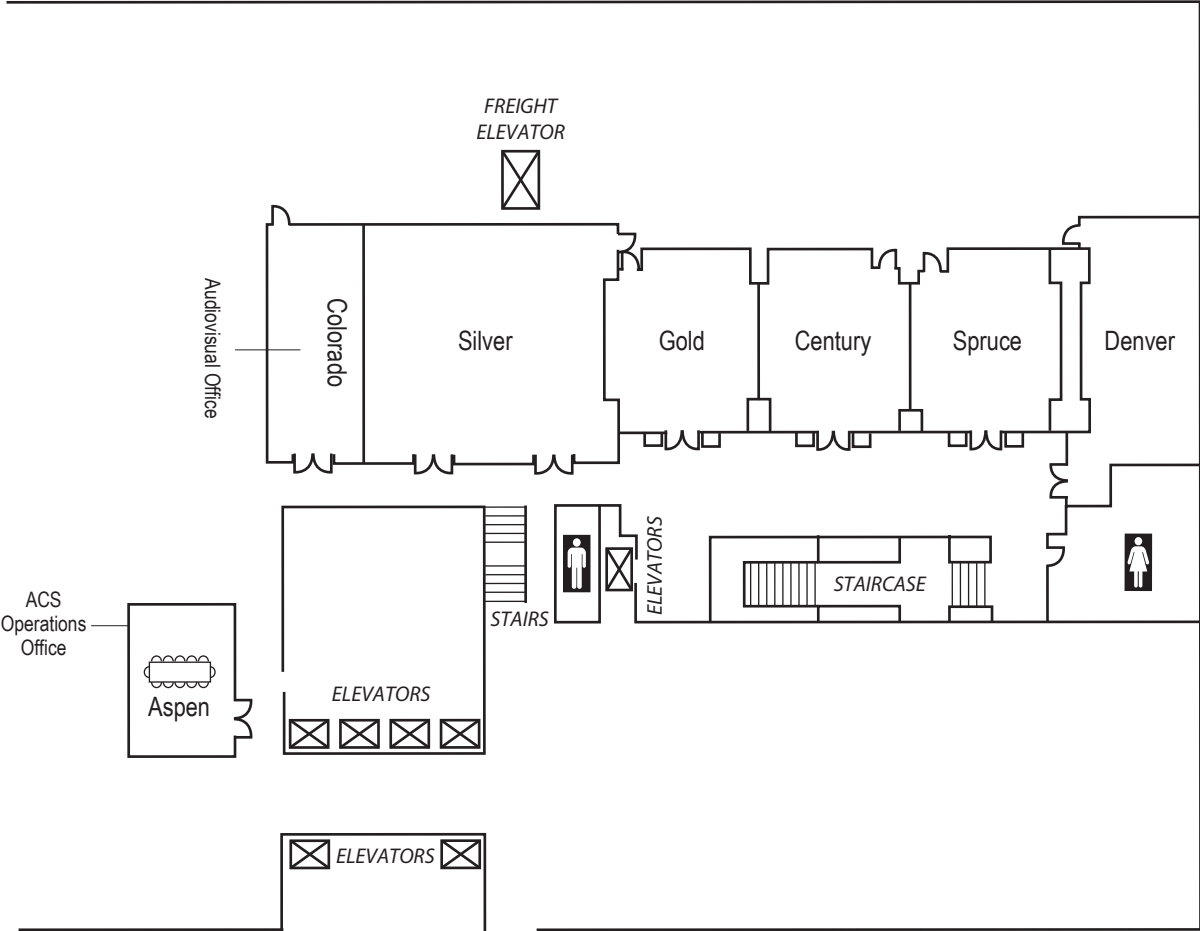 FREIGHT
ELEVATOR
Audiovisual Office
Colorado
Silver
Gold
Century
Spruce
Denver
ELEVATORS
STAIRCASE
STAIRS
ACS
Operations
Office
Aspen
ELEVATORS
ELEVATORS